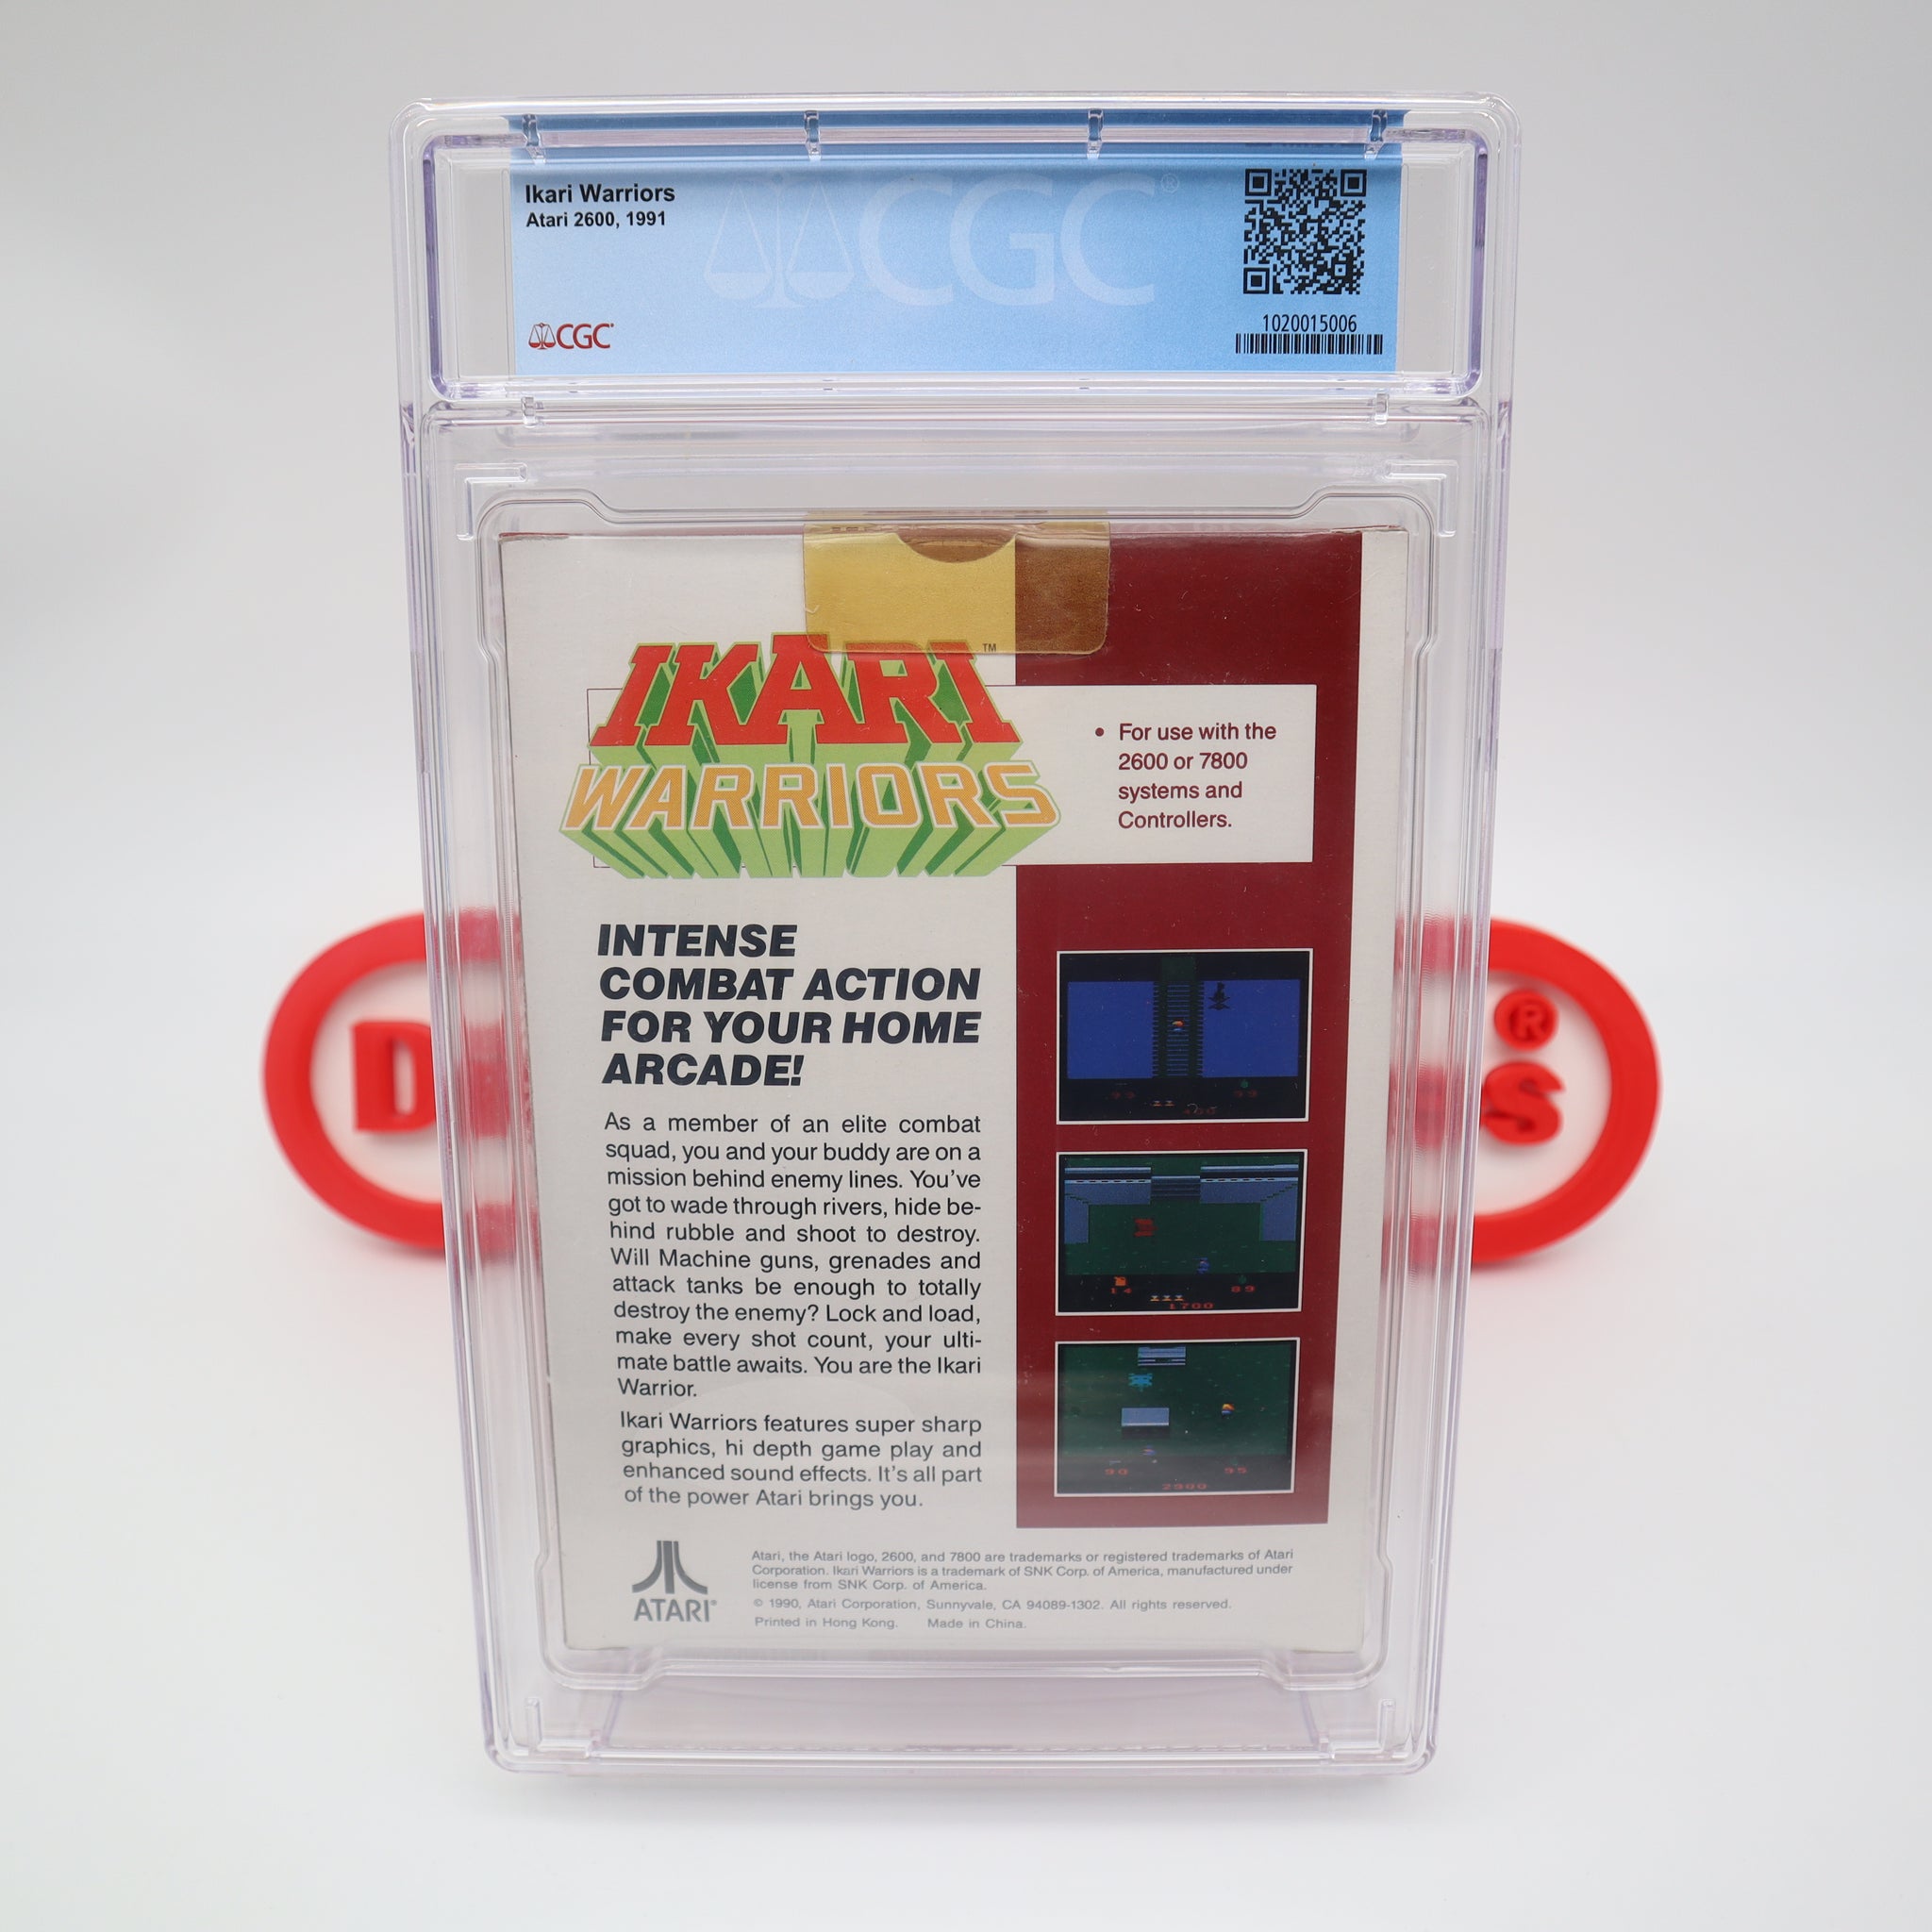 Ikari Warriors
Atari 2600, 1991
CGC®
CGC®
1020015006
IKARI™
WARRIORS
• For use with the
2600 or 7800
systems and
Controllers.
INTENSE
COMBAT ACTION
FOR YOUR HOME
ARCADE!
As a member of an elite combat
squad, you and your buddy are on a
mission behind enemy lines. You've
got to wade through rivers, hide be-
hind rubble and shoot to destroy.
Will Machine guns, grenades and
attack tanks be enough to totally
destroy the enemy? Lock and load,
make every shot count, your ulti-
mate battle awaits. You are the Ikari
Warrior.
Ikari Warriors features super sharp
graphics, hi depth game play and
enhanced sound effects. It's all part
of the power Atari brings you.
99 99
400
14 89
1700
90 95
2900
ATARI®
Atari, the Atari logo, 2600, and 7800 are trademarks or registered trademarks of Atari
Corporation. Ikari Warriors is a trademark of SNK Corp. of America, manufactured under
license from SNK Corp. of America.
© 1990, Atari Corporation, Sunnyvale, CA 94089-1302. All rights reserved.
Printed in Hong Kong. Made in China.
D
®
S